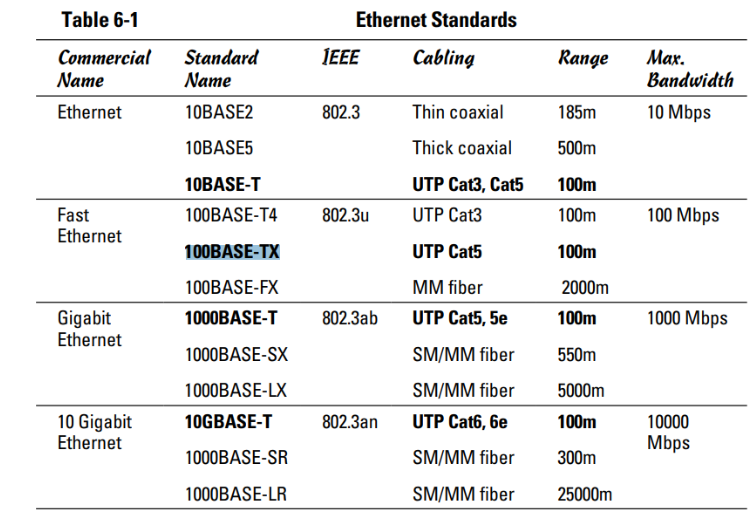 Table 6-1 Ethernet Standards
Commercial Name Standard Name IEEE Cabling Range Max. Bandwidth
Ethernet 10BASE2 802.3 Thin coaxial 185m 10 Mbps
10BASE5 Thick coaxial 500m
10BASE-T UTP Cat3, Cat5 100m
Fast Ethernet 100BASE-T4 802.3u UTP Cat3 100m 100 Mbps
100BASE-TX UTP Cat5 100m
100BASE-FX MM fiber 2000m
Gigabit Ethernet 1000BASE-T 802.3ab UTP Cat5, 5e 100m 1000 Mbps
1000BASE-SX SM/MM fiber 550m
1000BASE-LX SM/MM fiber 5000m
10 Gigabit Ethernet 10GBASE-T 802.3an UTP Cat6, 6e 100m 10000 Mbps
1000BASE-SR SM/MM fiber 300m
1000BASE-LR SM/MM fiber 25000m